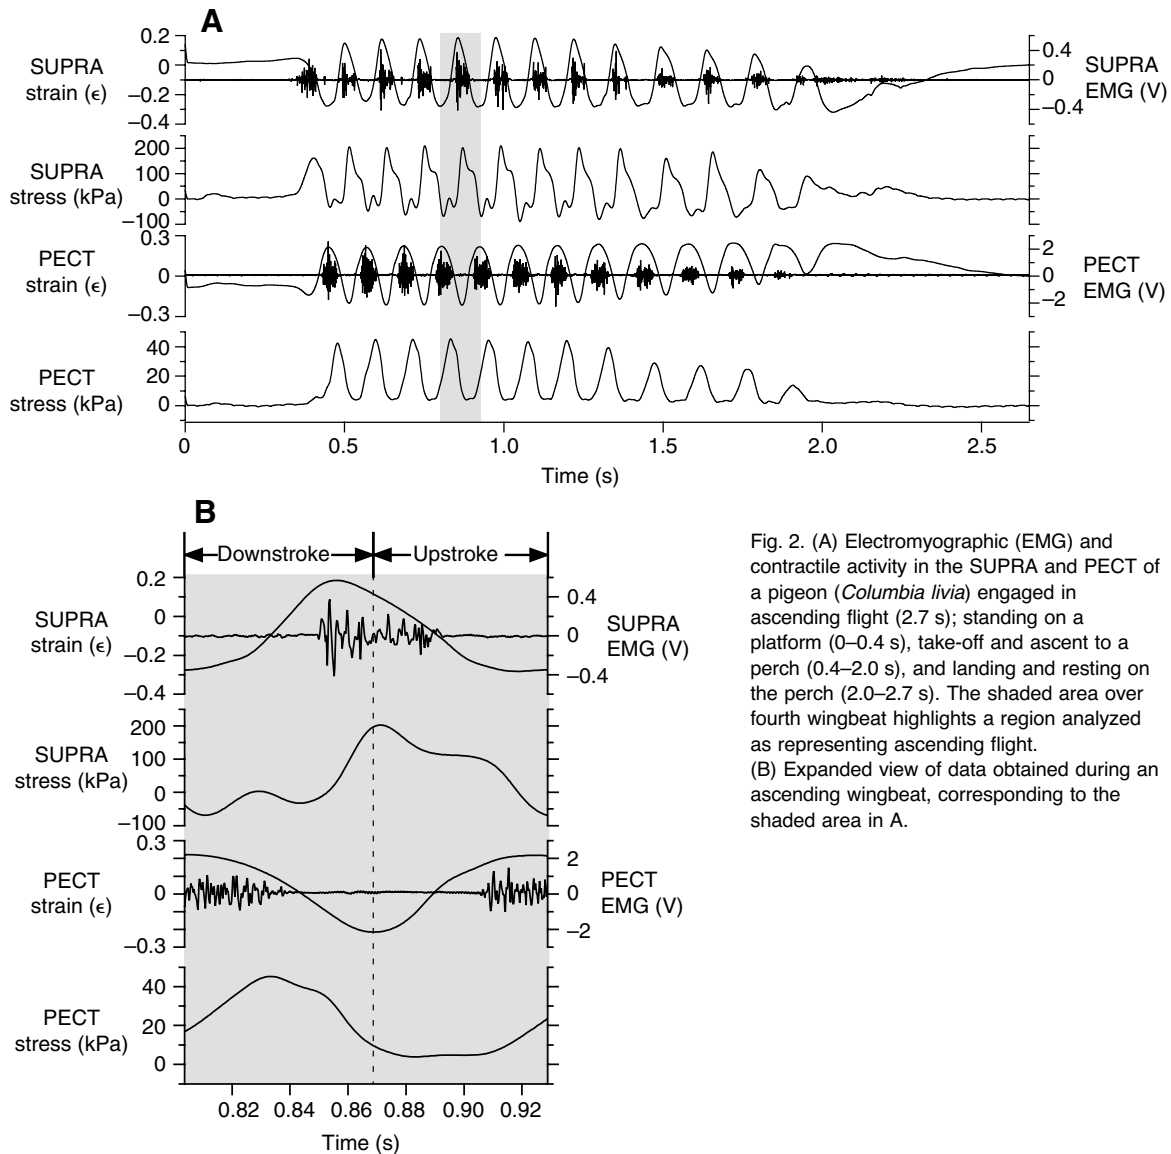 A
SUPRA
strain (ϵ)
0.2
0
–0.2
–0.4
0.4
0
–0.4
SUPRA
EMG (V)
SUPRA
stress (kPa)
200
100
0
–100
PECT
strain (ϵ)
0.3
0
–0.3
2
0
–2
PECT
EMG (V)
PECT
stress (kPa)
40
20
0
0 0.5 1.0 1.5 2.0 2.5
Time (s)
B
Downstroke Upstroke
SUPRA
strain (ϵ)
0.2
0
–0.2
–0.4
0.4
0
–0.4
SUPRA
EMG (V)
SUPRA
stress (kPa)
200
100
0
–100
PECT
strain (ϵ)
0.3
0
–0.3
2
0
–2
PECT
EMG (V)
PECT
stress (kPa)
40
20
0
0.82 0.84 0.86 0.88 0.90 0.92
Time (s)
Fig. 2. (A) Electromyographic (EMG) and
contractile activity in the SUPRA and PECT of
a pigeon (Columbia livia) engaged in
ascending flight (2.7 s); standing on a
platform (0–0.4 s), take-off and ascent to a
perch (0.4–2.0 s), and landing and resting on
the perch (2.0–2.7 s). The shaded area over
fourth wingbeat highlights a region analyzed
as representing ascending flight.
(B) Expanded view of data obtained during an
ascending wingbeat, corresponding to the
shaded area in A.